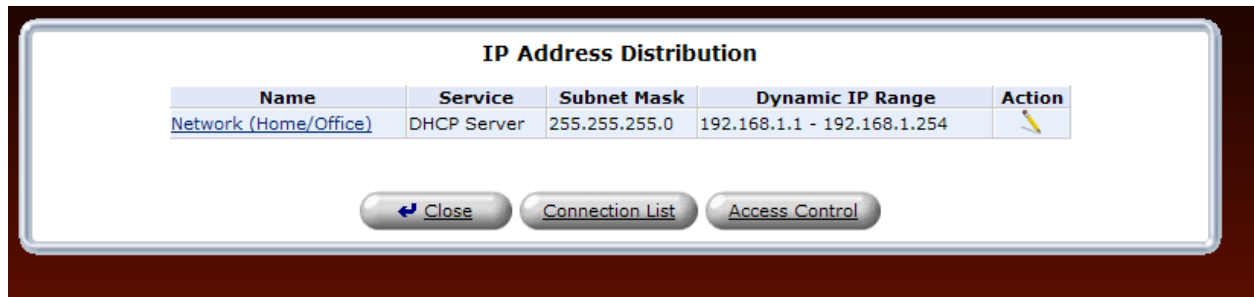 IP Address Distribution
Name Service Subnet Mask Dynamic IP Range Action
Network (Home/Office) DHCP Server 255.255.255.0 192.168.1.1 - 192.168.1.254
Close Connection List Access Control